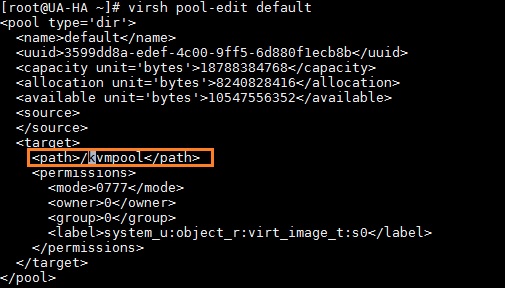 [root@UA-HA ~]# virsh pool-edit default
<pool type='dir'>
  <name>default</name>
  <uuid>3599dd8a-edef-4c00-9ff5-6d880f1ecb8b</uuid>
  <capacity unit='bytes'>18788384768</capacity>
  <allocation unit='bytes'>8240828416</allocation>
  <available unit='bytes'>10547556352</available>
  <source>
  </source>
  <target>
    <path>/kvmpool</path>
    <permissions>
      <mode>0777</mode>
      <owner>0</owner>
      <group>0</group>
      <label>system_u:object_r:virt_image_t:s0</label>
    </permissions>
  </target>
</pool>